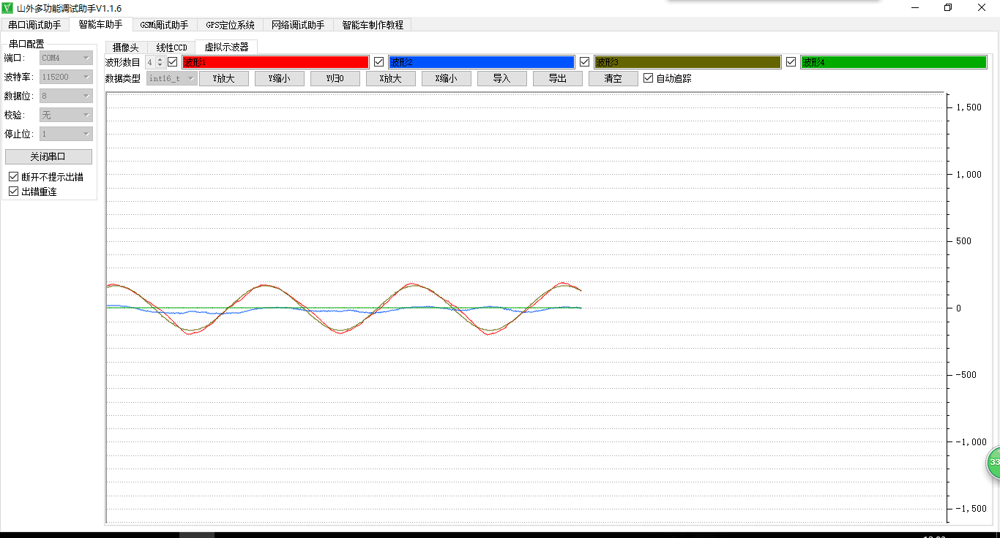 山外多功能调试助手V1.1.6
串口调试助手 智能车助手 GSM调试助手 GPS定位系统 网络调试助手 智能车制作教程
串口配置
端口: COM4
波特率: 115200
数据位: 8
校验: 无
停止位: 1
关闭串口
断开不提示出错
出错重连
摄像头 线性CCD 虚拟示波器
波形数目 4 波形1 波形2 波形3 波形4
数据类型 int16_t Y放大 Y缩小 Y归0 X放大 X缩小 导入 导出 清空 自动追踪
1,500
1,000
500
0
-500
-1,000
-1,500
33